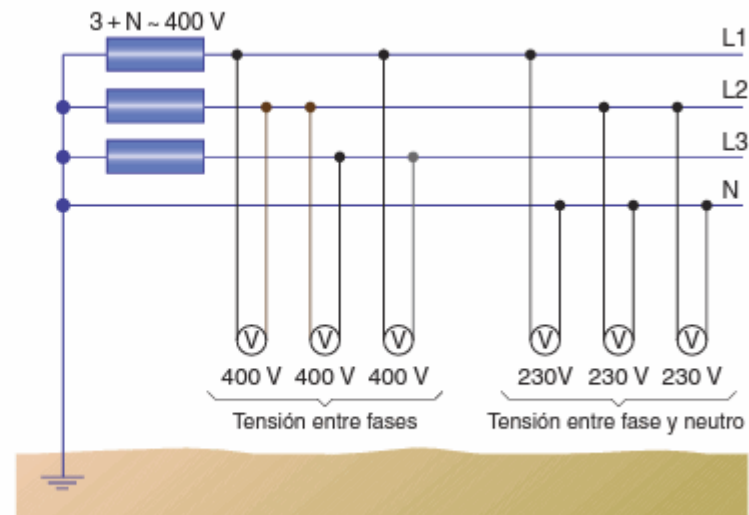 3 + N ~ 400 V
L1
L2
L3
N
V V V V V V
400 V 400 V 400 V 230V 230 V 230 V
Tensión entre fases Tensión entre fase y neutro